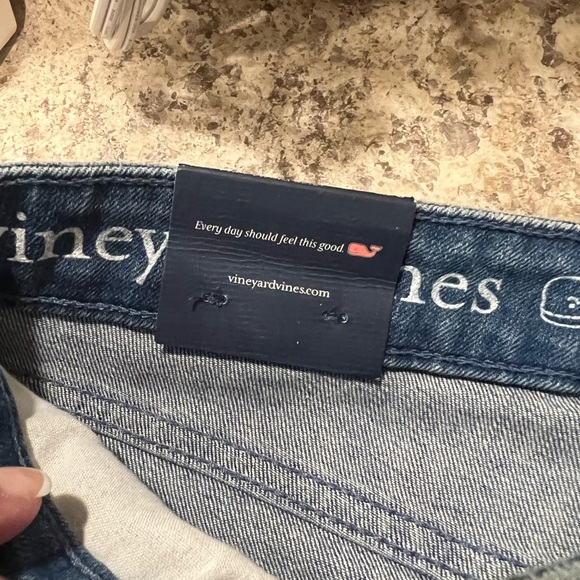 Every day should feel this good.
vineyardvines.com
viney
nes